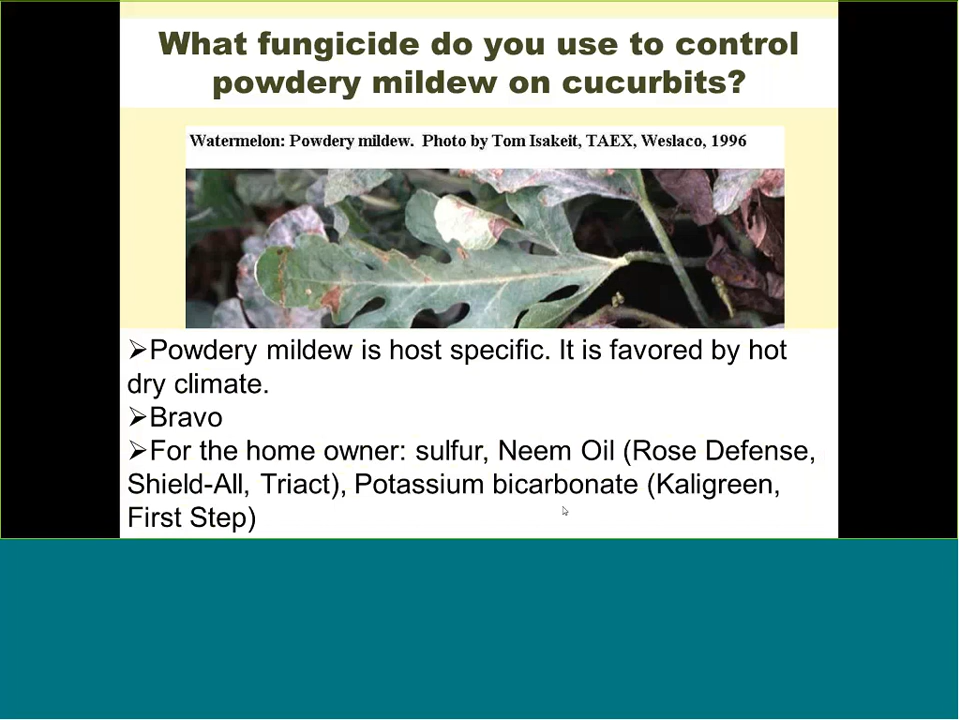 What fungicide do you use to control
powdery mildew on cucurbits?
Watermelon: Powdery mildew. Photo by Tom Isakeit, TAEX, Weslaco, 1996
➢Powdery mildew is host specific. It is favored by hot
dry climate.
➢Bravo
➢For the home owner: sulfur, Neem Oil (Rose Defense,
Shield-All, Triact), Potassium bicarbonate (Kaligreen,
First Step)